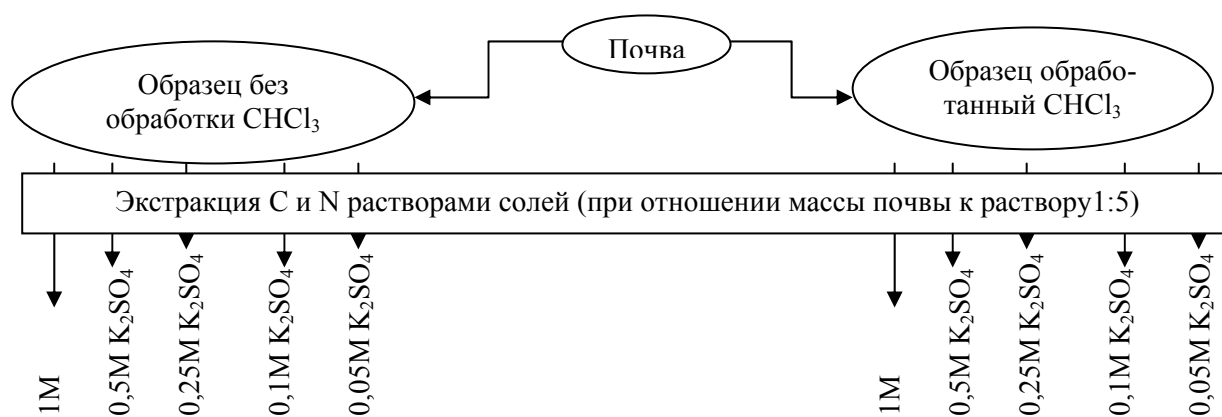 Почва
Образец без
обработки CHCl₃
Образец обрабо-
танный CHCl₃
Экстракция C и N растворами солей (при отношении массы почвы к раствору1:5)
1M
0,5M K₂SO₄
0,25M K₂SO₄
0,1M K₂SO₄
0,05M K₂SO₄
1M
0,5M K₂SO₄
0,25M K₂SO₄
0,1M K₂SO₄
0,05M K₂SO₄